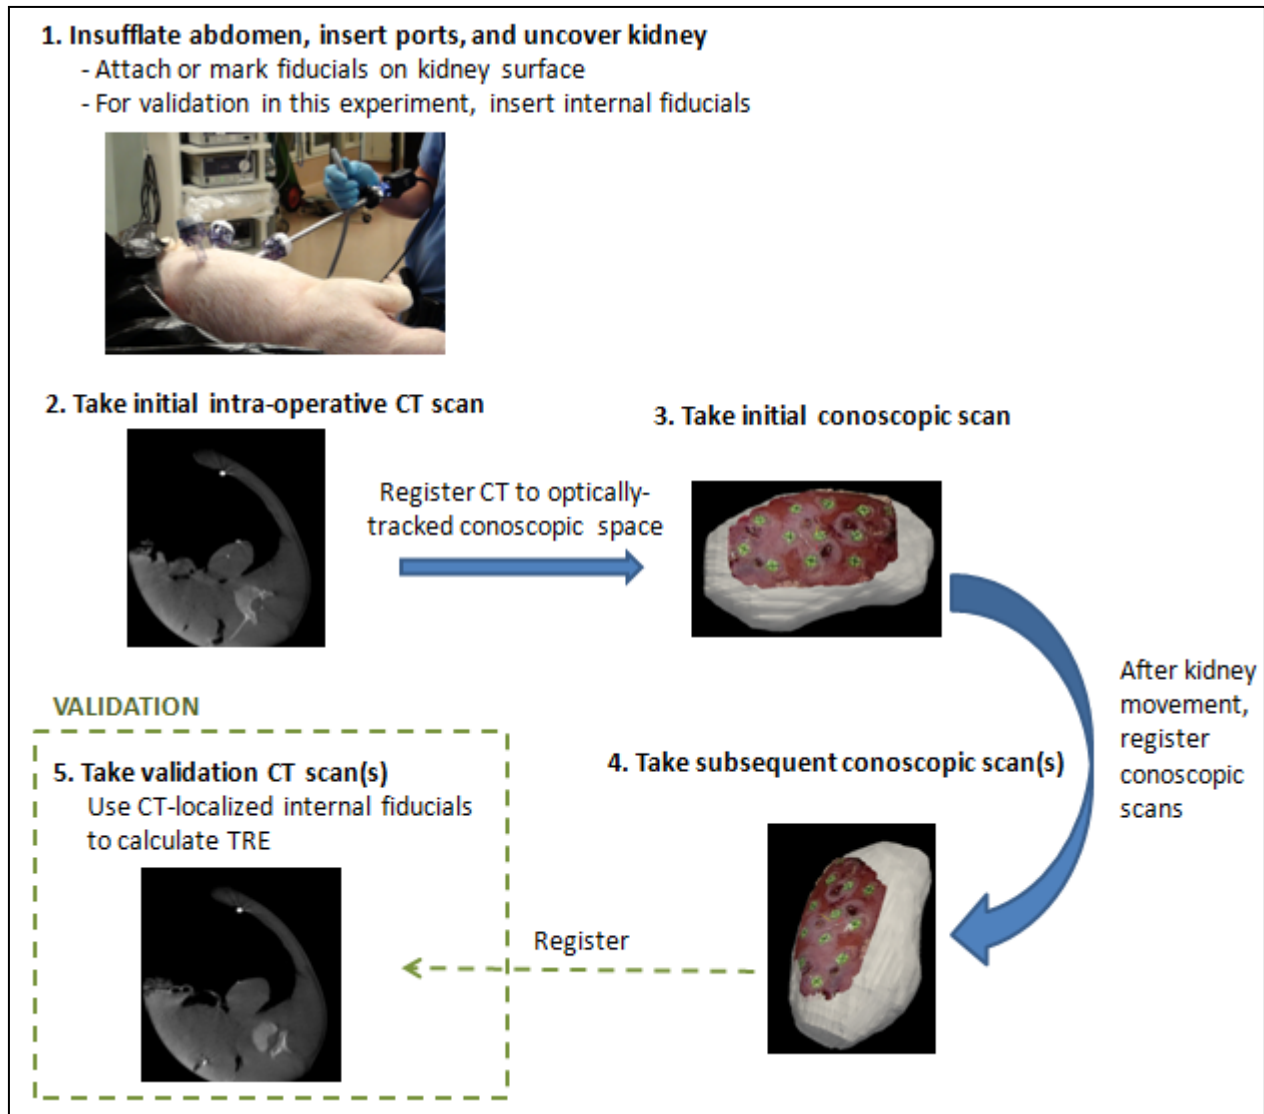 1. Insufflate abdomen, insert ports, and uncover kidney
- Attach or mark fiducials on kidney surface
- For validation in this experiment, insert internal fiducials
2. Take initial intra-operative CT scan
3. Take initial conoscopic scan
Register CT to optically-
tracked conoscopic space
After kidney
movement,
register
conoscopic
scans
4. Take subsequent conoscopic scan(s)
VALIDATION
5. Take validation CT scan(s)
Use CT-localized internal fiducials
to calculate TRE
Register